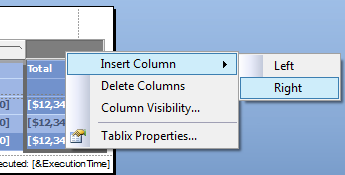 Total
Insert Column
Left
Delete Columns
Right
0]
[$12,34
Column Visibility...
0]
[$12,34
0]
[$12,34
Tablix Properties...
ecuted: [&ExecutionTime]